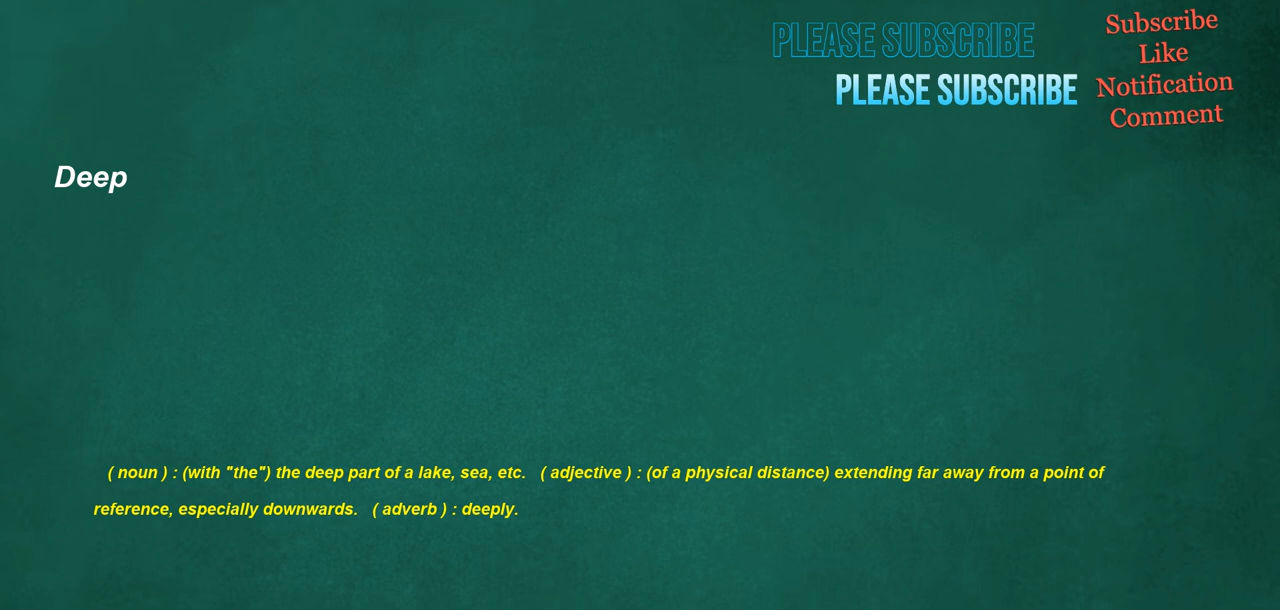 PLEASE SUBSCRIBE
PLEASE SUBSCRIBE
Subscribe
Like
Notification
Comment
Deep
( noun ) : (with "the") the deep part of a lake, sea, etc. ( adjective ) : (of a physical distance) extending far away from a point of
reference, especially downwards. ( adverb ) : deeply.